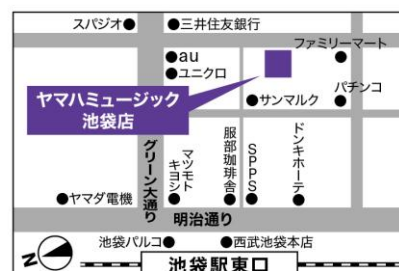 スパジオ
三井住友銀行
ファミリーマート
au
ユニクロ
パチンコ
サンマルク
ヤマハミュージック
池袋店
グリーン大通り
マツモト
キヨシ
服部珈琲舎
SPPS
ドンキホーテ
ヤマダ電機
明治通り
池袋パルコ
西武池袋本店
池袋駅東口
N